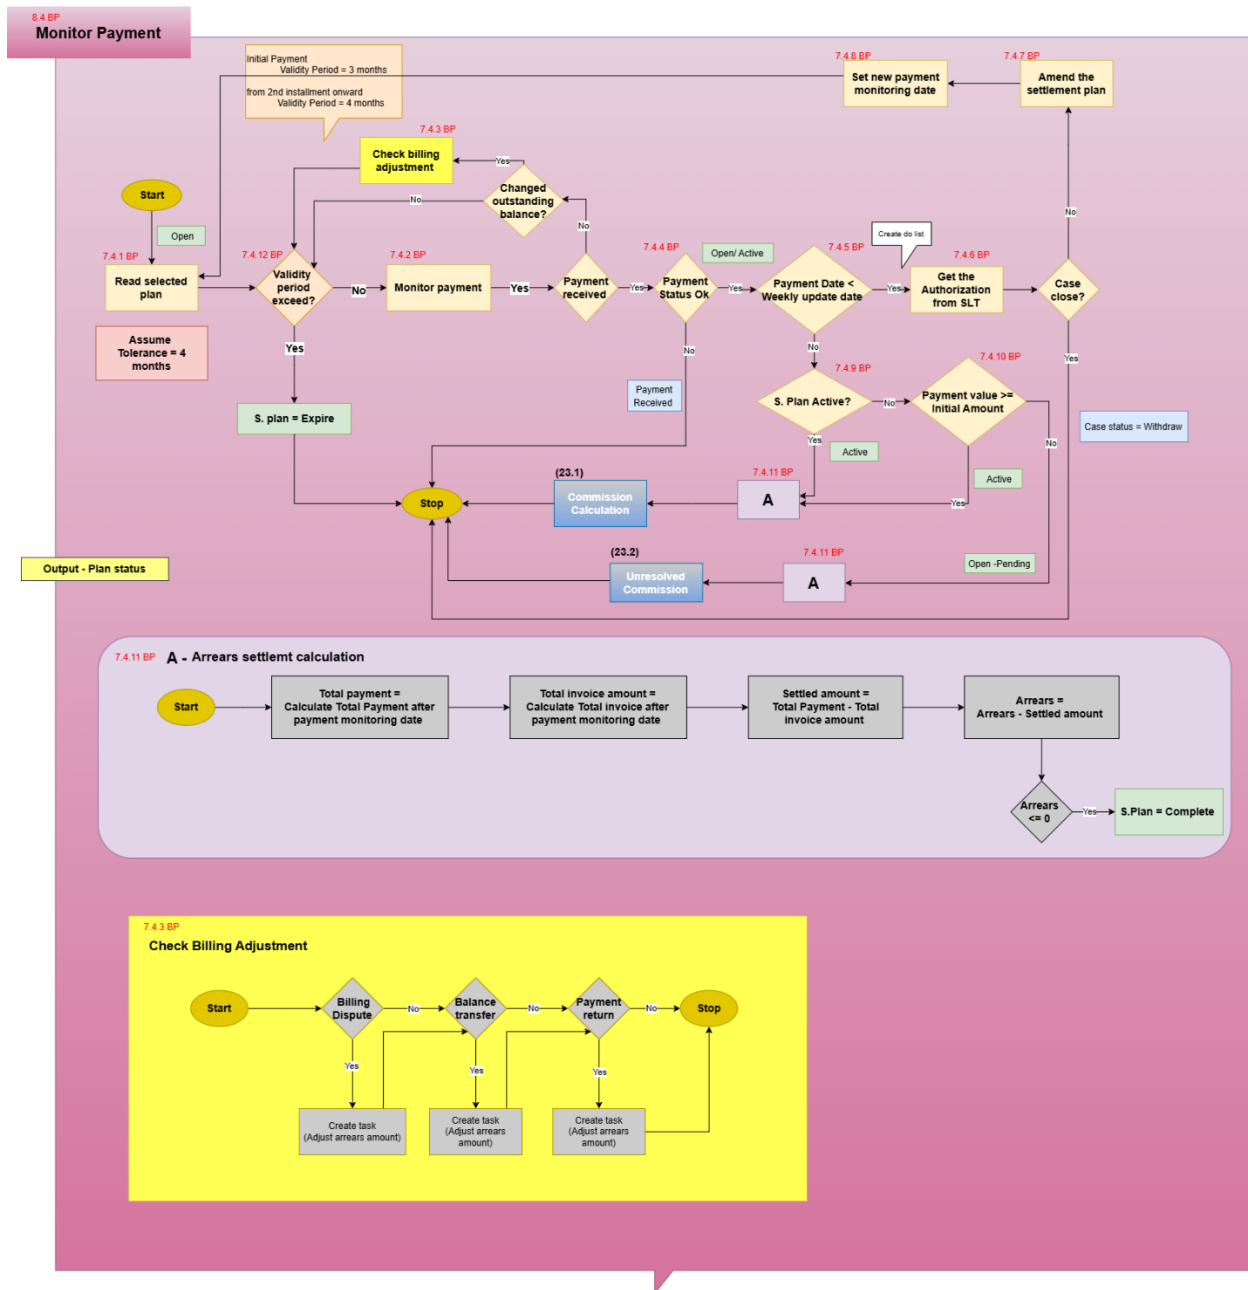 8.4 BP
Monitor Payment
Initial Payment
Validity Period = 3 months
from 2nd installment onward
Validity Period = 4 months
7.4.8 BP
Set new payment
monitoring date
7.4.7 BP
Amend the
settlement plan
7.4.3 BP
Check billing
adjustment
Yes
Changed
outstanding
balance?
No
No
Start
Open
7.4.1 BP
Read selected
plan
7.4.12 BP
Validity
period
exceed?
No
7.4.2 BP
Monitor payment
Yes
Payment
received
Yes
7.4.4 BP
Payment
Status Ok
Open/ Active
Yes
7.4.5 BP
Payment Date <
Weekly update date
Yes
Create do list
7.4.6 BP
Get the
Authorization
from SLT
Case
close?
No
Yes
Assume
Tolerance = 4
months
Yes
No
No
Payment
Received
7.4.9 BP
S. Plan Active?
No
7.4.10 BP
Payment value >=
Initial Amount
No
Case status = Withdraw
S. plan = Expire
Yes
Active
Active
Yes
Stop
(23.1)
Commission
Calculation
7.4.11 BP
A
(23.2)
Unresolved
Commission
7.4.11 BP
A
Open -Pending
Output - Plan status
7.4.11 BP
A - Arrears settlemt calculation
Start
Total payment =
Calculate Total Payment after
payment monitoring date
Total invoice amount =
Calculate Total invoice after
payment monitoring date
Settled amount =
Total Payment - Total
invoice amount
Arrears =
Arrears - Settled amount
Arrears
<= 0
Yes
S.Plan = Complete
7.4.3 BP
Check Billing Adjustment
Start
Billing
Dispute
No
Balance
transfer
No
Payment
return
No
Stop
Yes
Yes
Yes
Create task
(Adjust arrears amount)
Create task
(Adjust arrears
amount)
Create task
(Adjust arrears
amount)